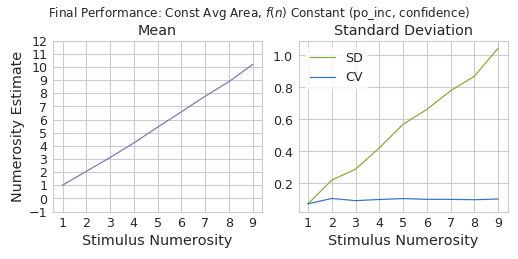 Final Performance: Const Avg Area, f(n) Constant (po_inc, confidence)
Mean
Numerosity Estimate
12
11
10
9
8
7
6
5
4
3
2
1
0
−1
1 2 3 4 5 6 7 8 9
Stimulus Numerosity
Standard Deviation
SD
CV
1.0
0.8
0.6
0.4
0.2
1 2 3 4 5 6 7 8 9
Stimulus Numerosity